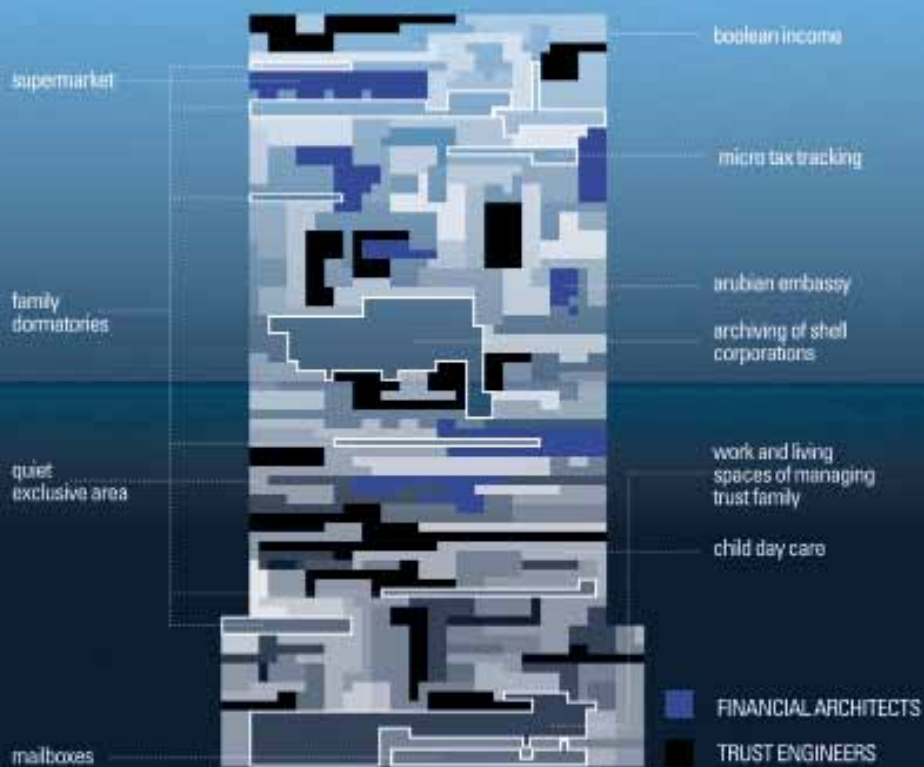 boolean income
supermarket
micro tax tracking
arubian embassy
family
dormatories
archiving of shell
corporations
work and living
spaces of managing
trust family
quiet
exclusive area
child day care
FINANCIAL ARCHITECTS
mailboxes
TRUST ENGINEERS